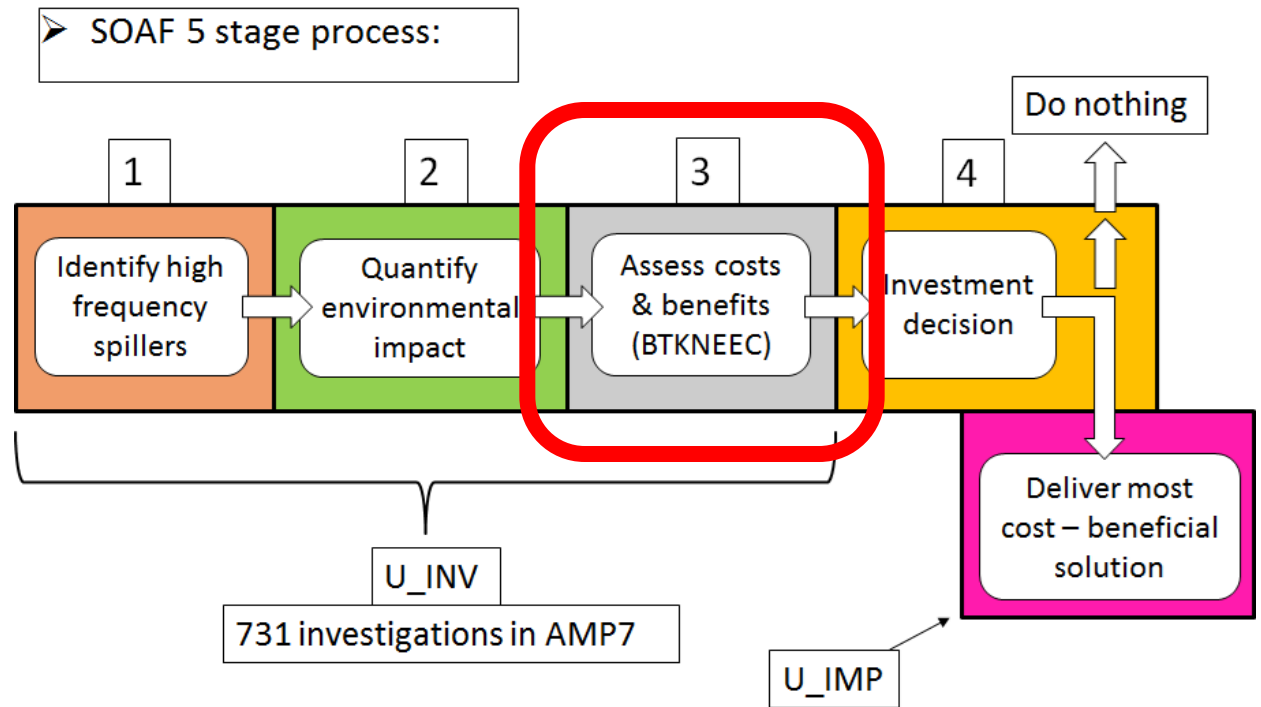 ➢ SOAF 5 stage process:
Do nothing
1
2
3
4
Identify high
frequency
spillers
Quantify
environmental
impact
Assess costs
& benefits
(BTKNEEC)
Investment
decision
Deliver most
cost – beneficial
solution
U_INV
731 investigations in AMP7
U_IMP